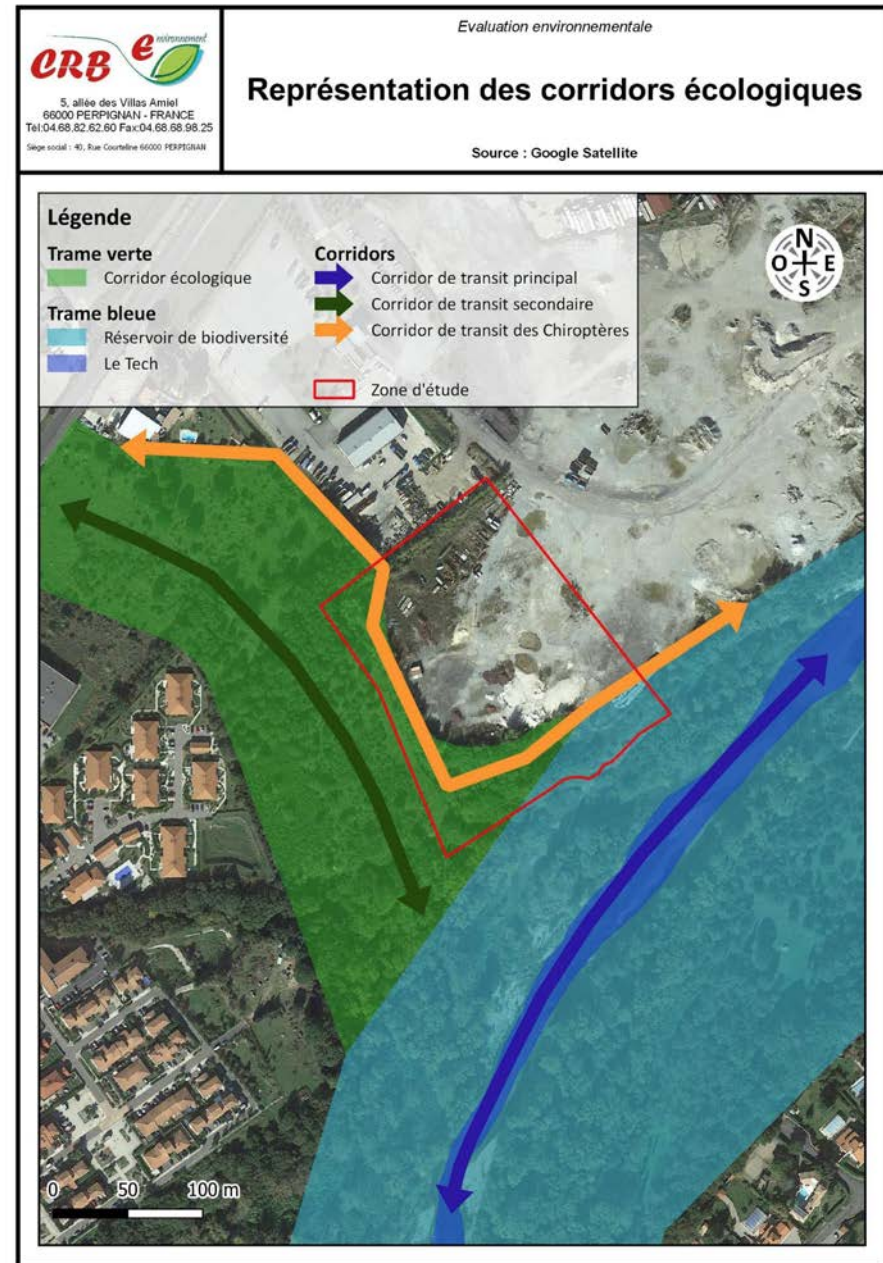 CRB Environnement
5, allée des Villas Amiel
66000 PERPIGNAN - FRANCE
Tel:04.68.82.62.60 Fax:04.68.68.98.25
Siège social : 40, Rue Courteline 66000 PERPIGNAN
Evaluation environnementale
Représentation des corridors écologiques
Source : Google Satellite
Légende
Trame verte
Corridor écologique
Trame bleue
Réservoir de biodiversité
Le Tech
Corridors
Corridor de transit principal
Corridor de transit secondaire
Corridor de transit des Chiroptères
Zone d'étude
N
O E
S
0 50 100 m